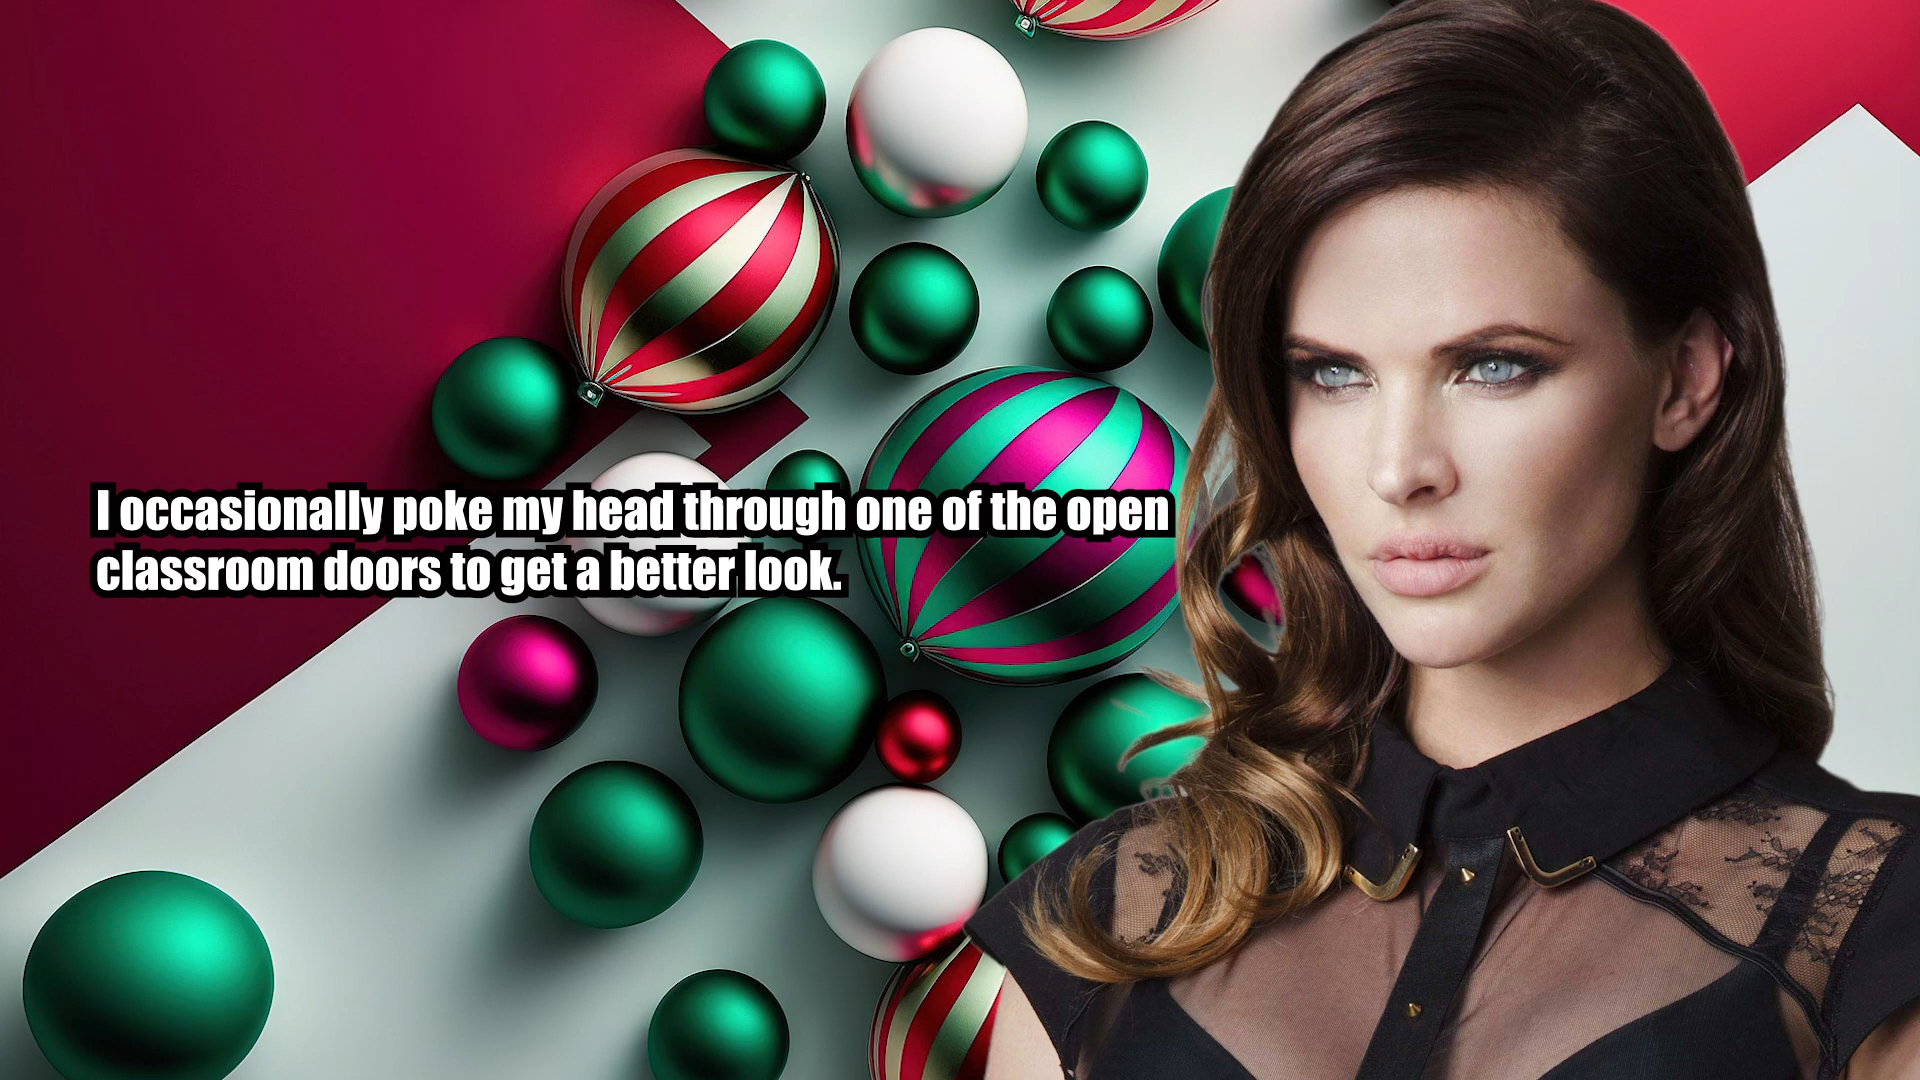 I occasionally poke my head through one of the open
classroom doors to get a better look.